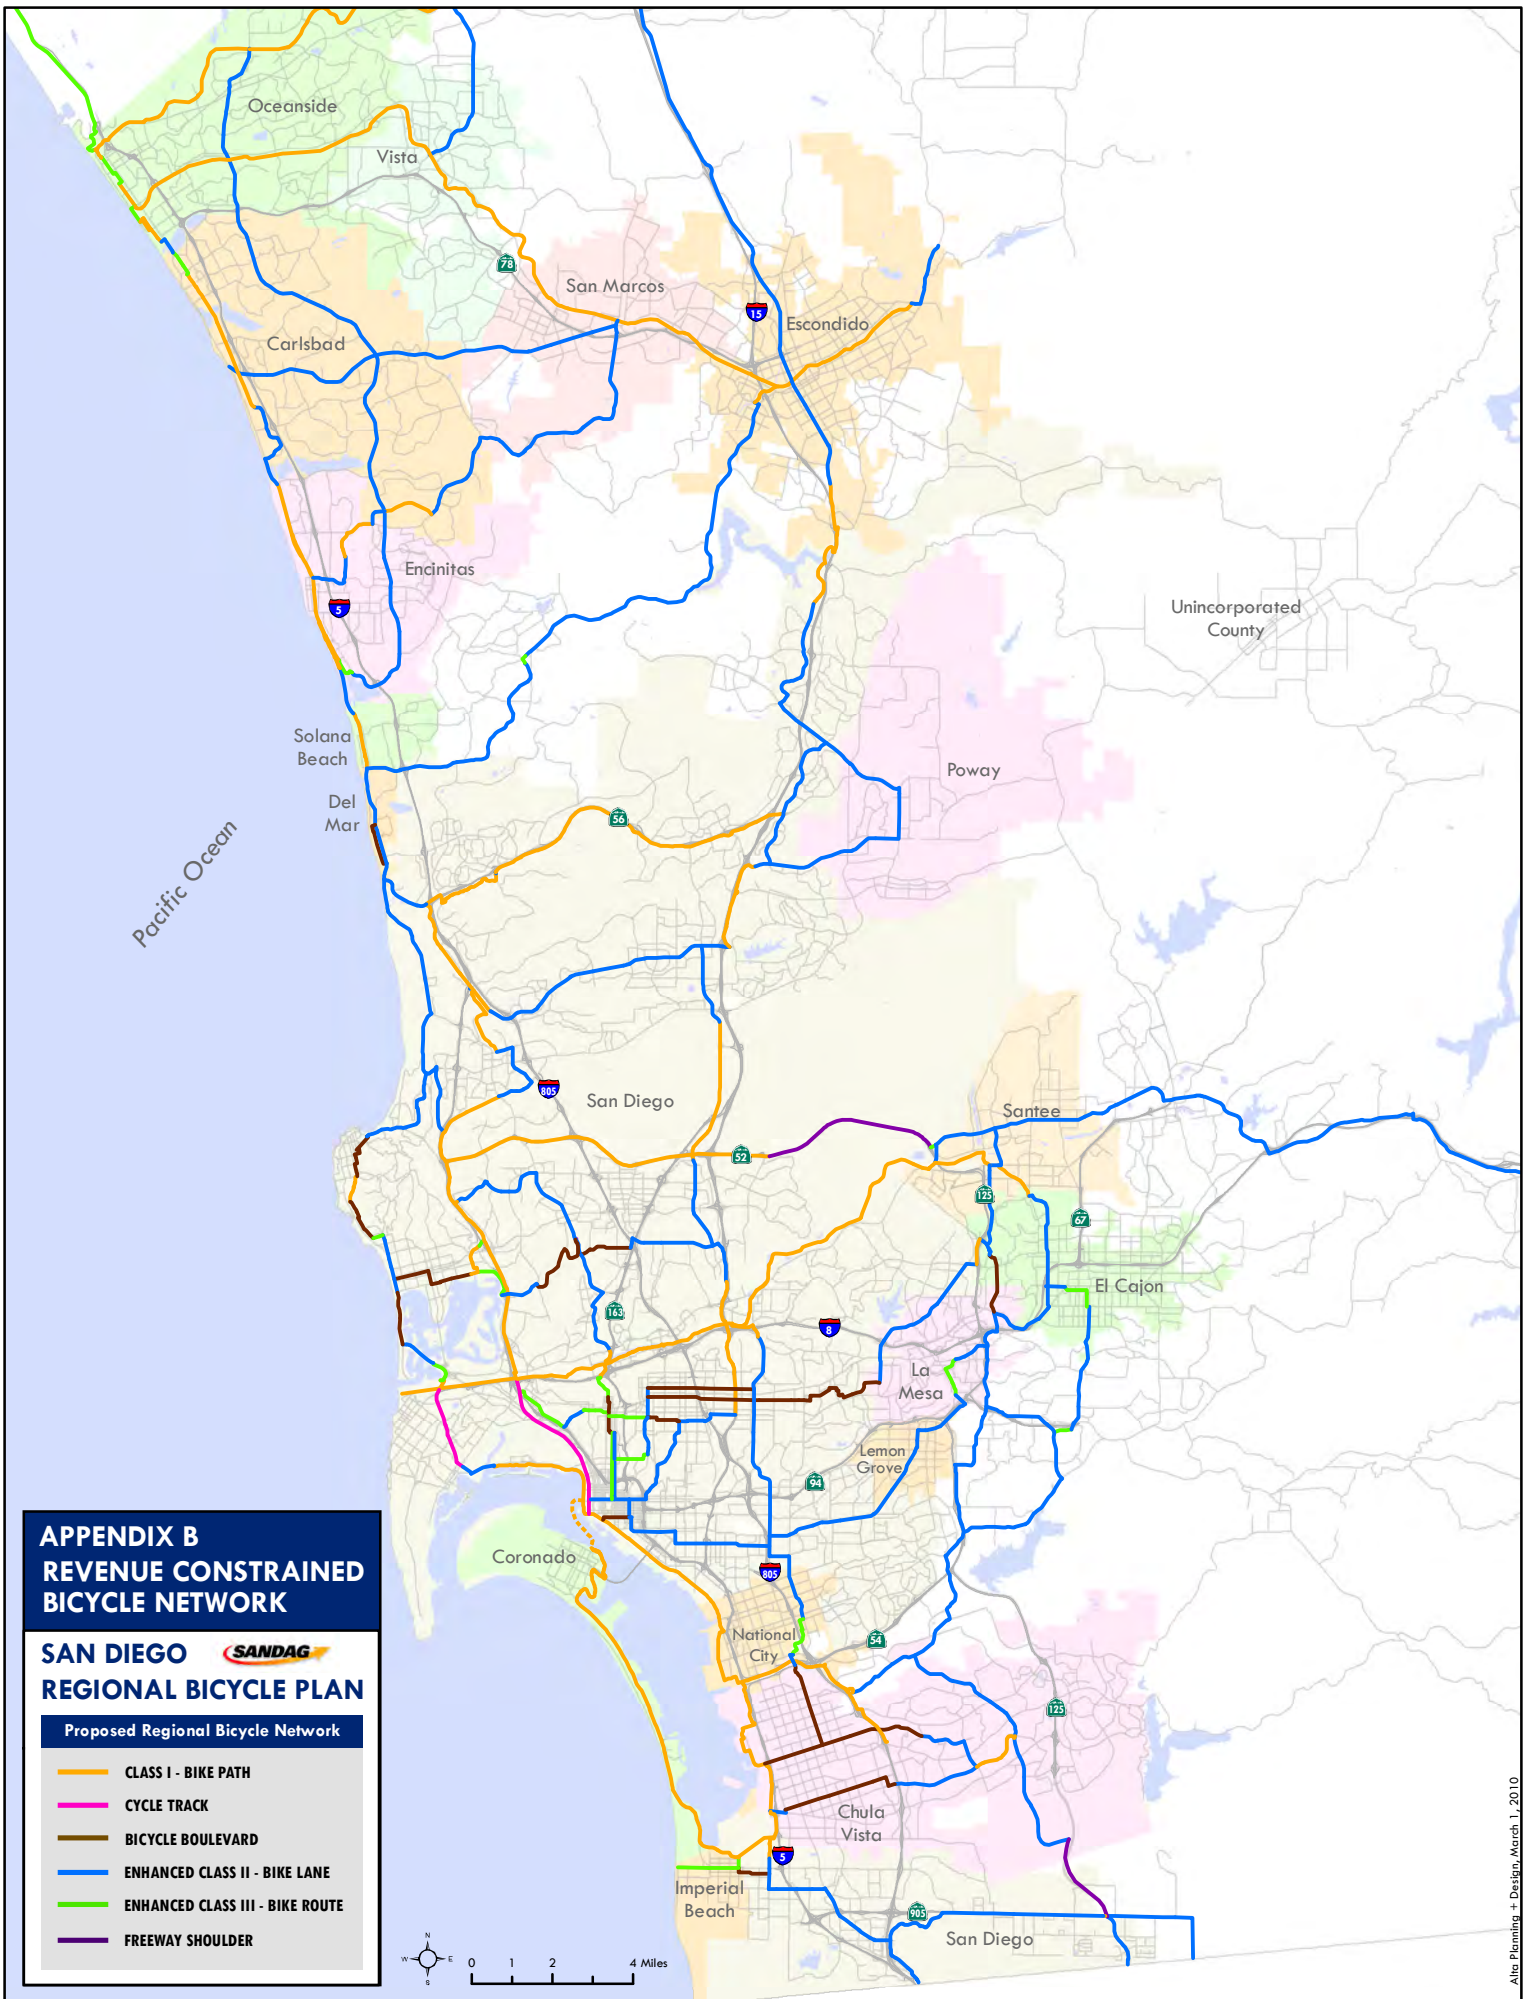 Oceanside
Vista
78
San Marcos
15
Escondido
Carlsbad
Encinitas
5
Unincorporated
County
Solana
Beach
Del
Mar
Poway
56
Pacific Ocean
805
San Diego
Santee
52
125
67
El Cajon
163
8
La
Mesa
Lemon
Grove
94
Coronado
805
National
City
54
125
Chula
Vista
5
Imperial
Beach
905
San Diego
APPENDIX B
REVENUE CONSTRAINED
BICYCLE NETWORK
SAN DIEGO SANDAG
REGIONAL BICYCLE PLAN
Proposed Regional Bicycle Network
CLASS I - BIKE PATH
CYCLE TRACK
BICYCLE BOULEVARD
ENHANCED CLASS II - BIKE LANE
ENHANCED CLASS III - BIKE ROUTE
FREEWAY SHOULDER
N
W E
S
0 1 2 4 Miles
Alta Planning + Design, March 1, 2010